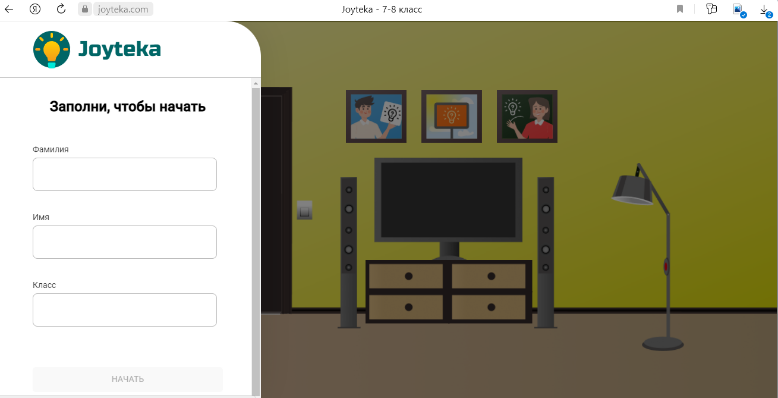 joyteka.com
Joyteka - 7-8 класс
Joyteka
Заполни, чтобы начать
Фамилия
Имя
Класс
НАЧАТЬ